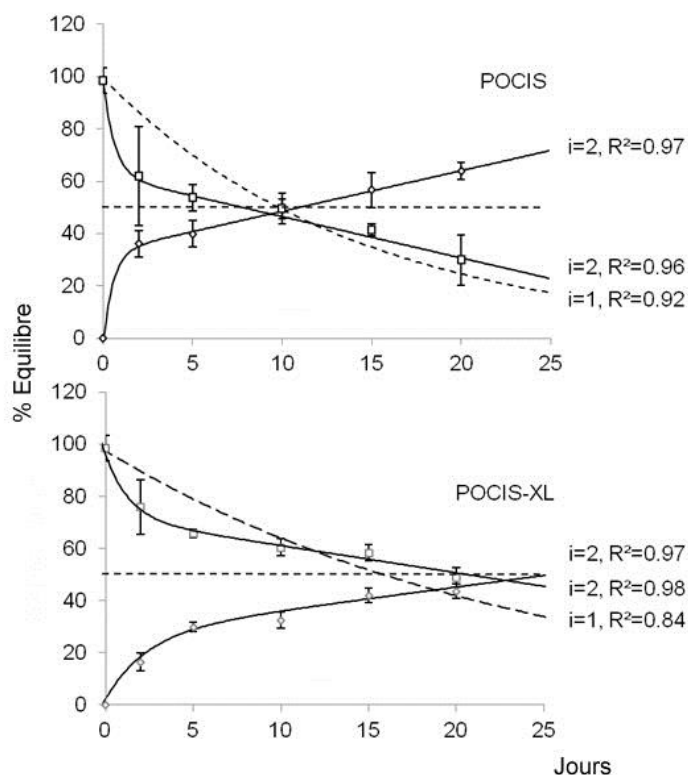 120
100
80
60
40
20
0
POCIS
i=2, R²=0.97
i=2, R²=0.96
i=1, R²=0.92
0 5 10 15 20 25
% Equilibre
120
100
80
60
40
20
0
POCIS-XL
i=2, R²=0.97
i=2, R²=0.98
i=1, R²=0.84
0 5 10 15 20 25
Jours